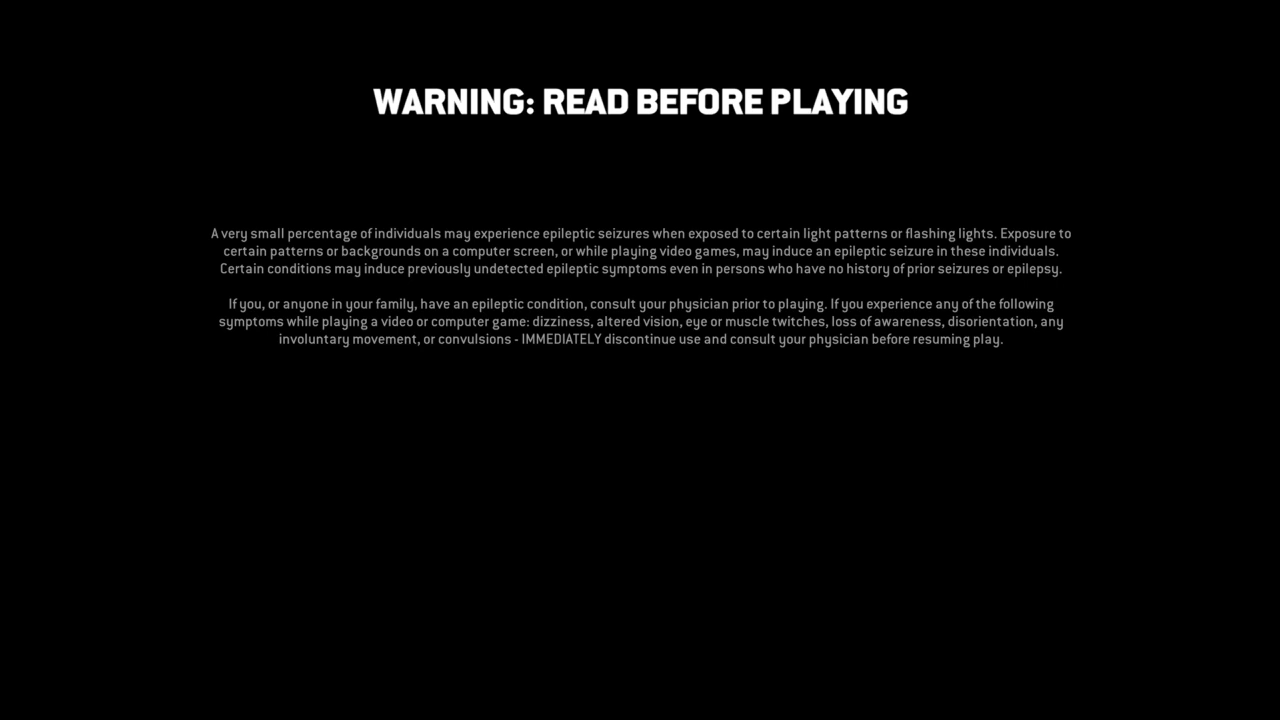 WARNING: READ BEFORE PLAYING
A very small percentage of individuals may experience epileptic seizures when exposed to certain light patterns or flashing lights. Exposure to
certain patterns or backgrounds on a computer screen, or while playing video games, may induce an epileptic seizure in these individuals.
Certain conditions may induce previously undetected epileptic symptoms even in persons who have no history of prior seizures or epilepsy.
If you, or anyone in your family, have an epileptic condition, consult your physician prior to playing. If you experience any of the following
symptoms while playing a video or computer game: dizziness, altered vision, eye or muscle twitches, loss of awareness, disorientation, any
involuntary movement, or convulsions - IMMEDIATELY discontinue use and consult your physician before resuming play.